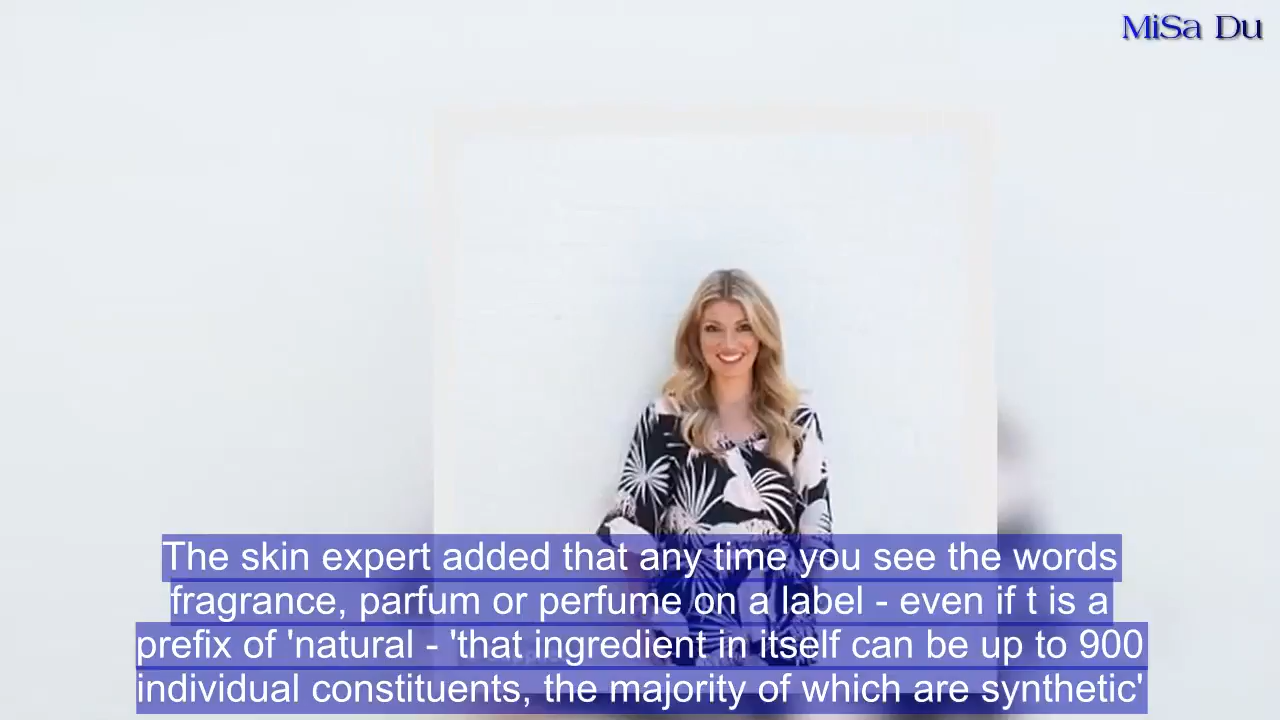 MiSa Du
The skin expert added that any time you see the words
fragrance, parfum or perfume on a label - even if t is a
prefix of 'natural - 'that ingredient in itself can be up to 900
individual constituents, the majority of which are synthetic'